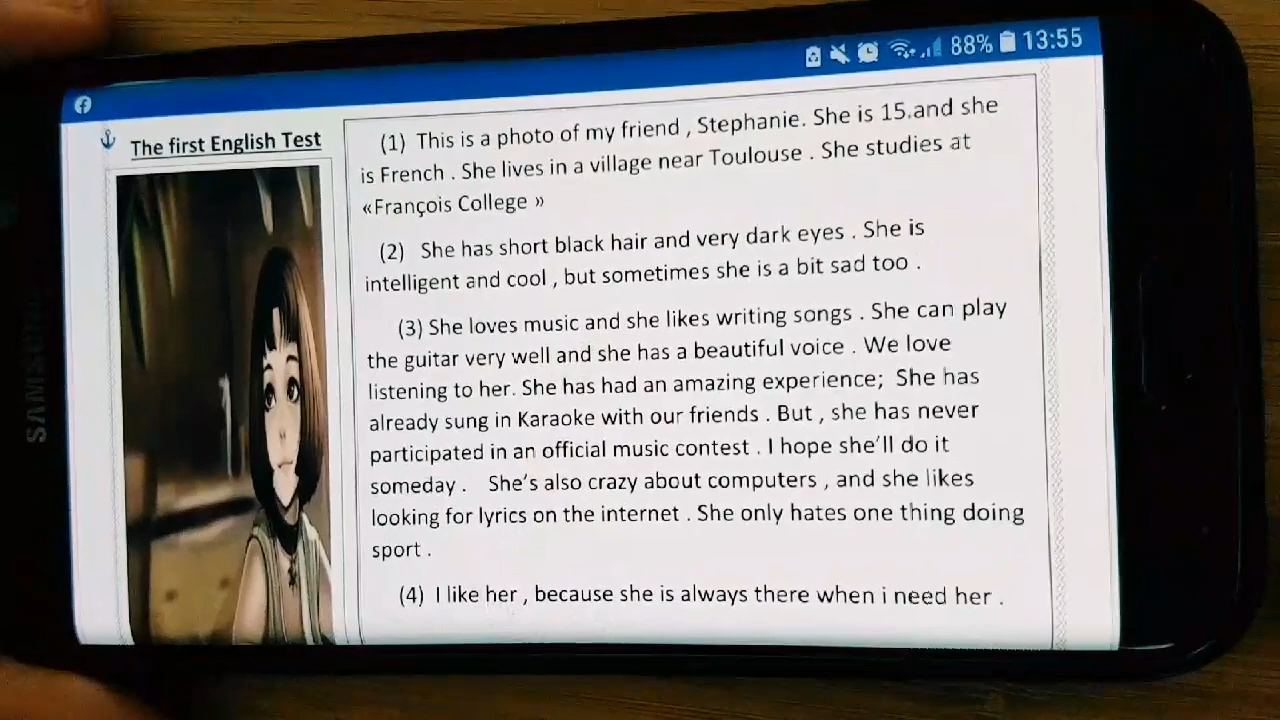 88% 13:55
The first English Test
(1) This is a photo of my friend , Stephanie. She is 15.and she
is French . She lives in a village near Toulouse . She studies at
«François College »
(2) She has short black hair and very dark eyes . She is
intelligent and cool , but sometimes she is a bit sad too .
(3) She loves music and she likes writing songs . She can play
the guitar very well and she has a beautiful voice . We love
listening to her. She has had an amazing experience; She has
already sung in Karaoke with our friends . But , she has never
participated in an official music contest . I hope she'll do it
someday . She's also crazy about computers , and she likes
looking for lyrics on the internet . She only hates one thing doing
sport .
(4) I like her , because she is always there when i need her .
SAMSUNG